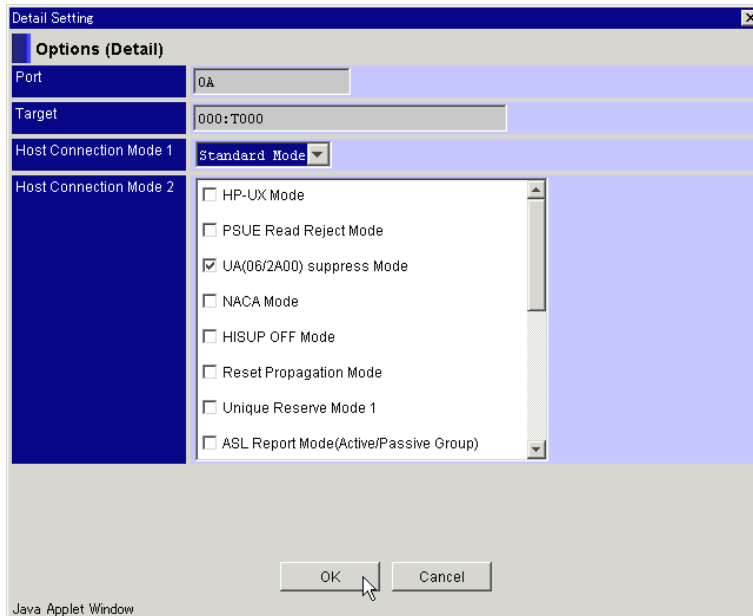 Detail Setting
Options (Detail)
Port
0A
Target
000:T000
Host Connection Mode 1
Standard Mode
Host Connection Mode 2
HP-UX Mode
PSUE Read Reject Mode
UA(06/2A00) suppress Mode
NACA Mode
HISUP OFF Mode
Reset Propagation Mode
Unique Reserve Mode 1
ASL Report Mode(Active/Passive Group)
OK
Cancel
Java Applet Window